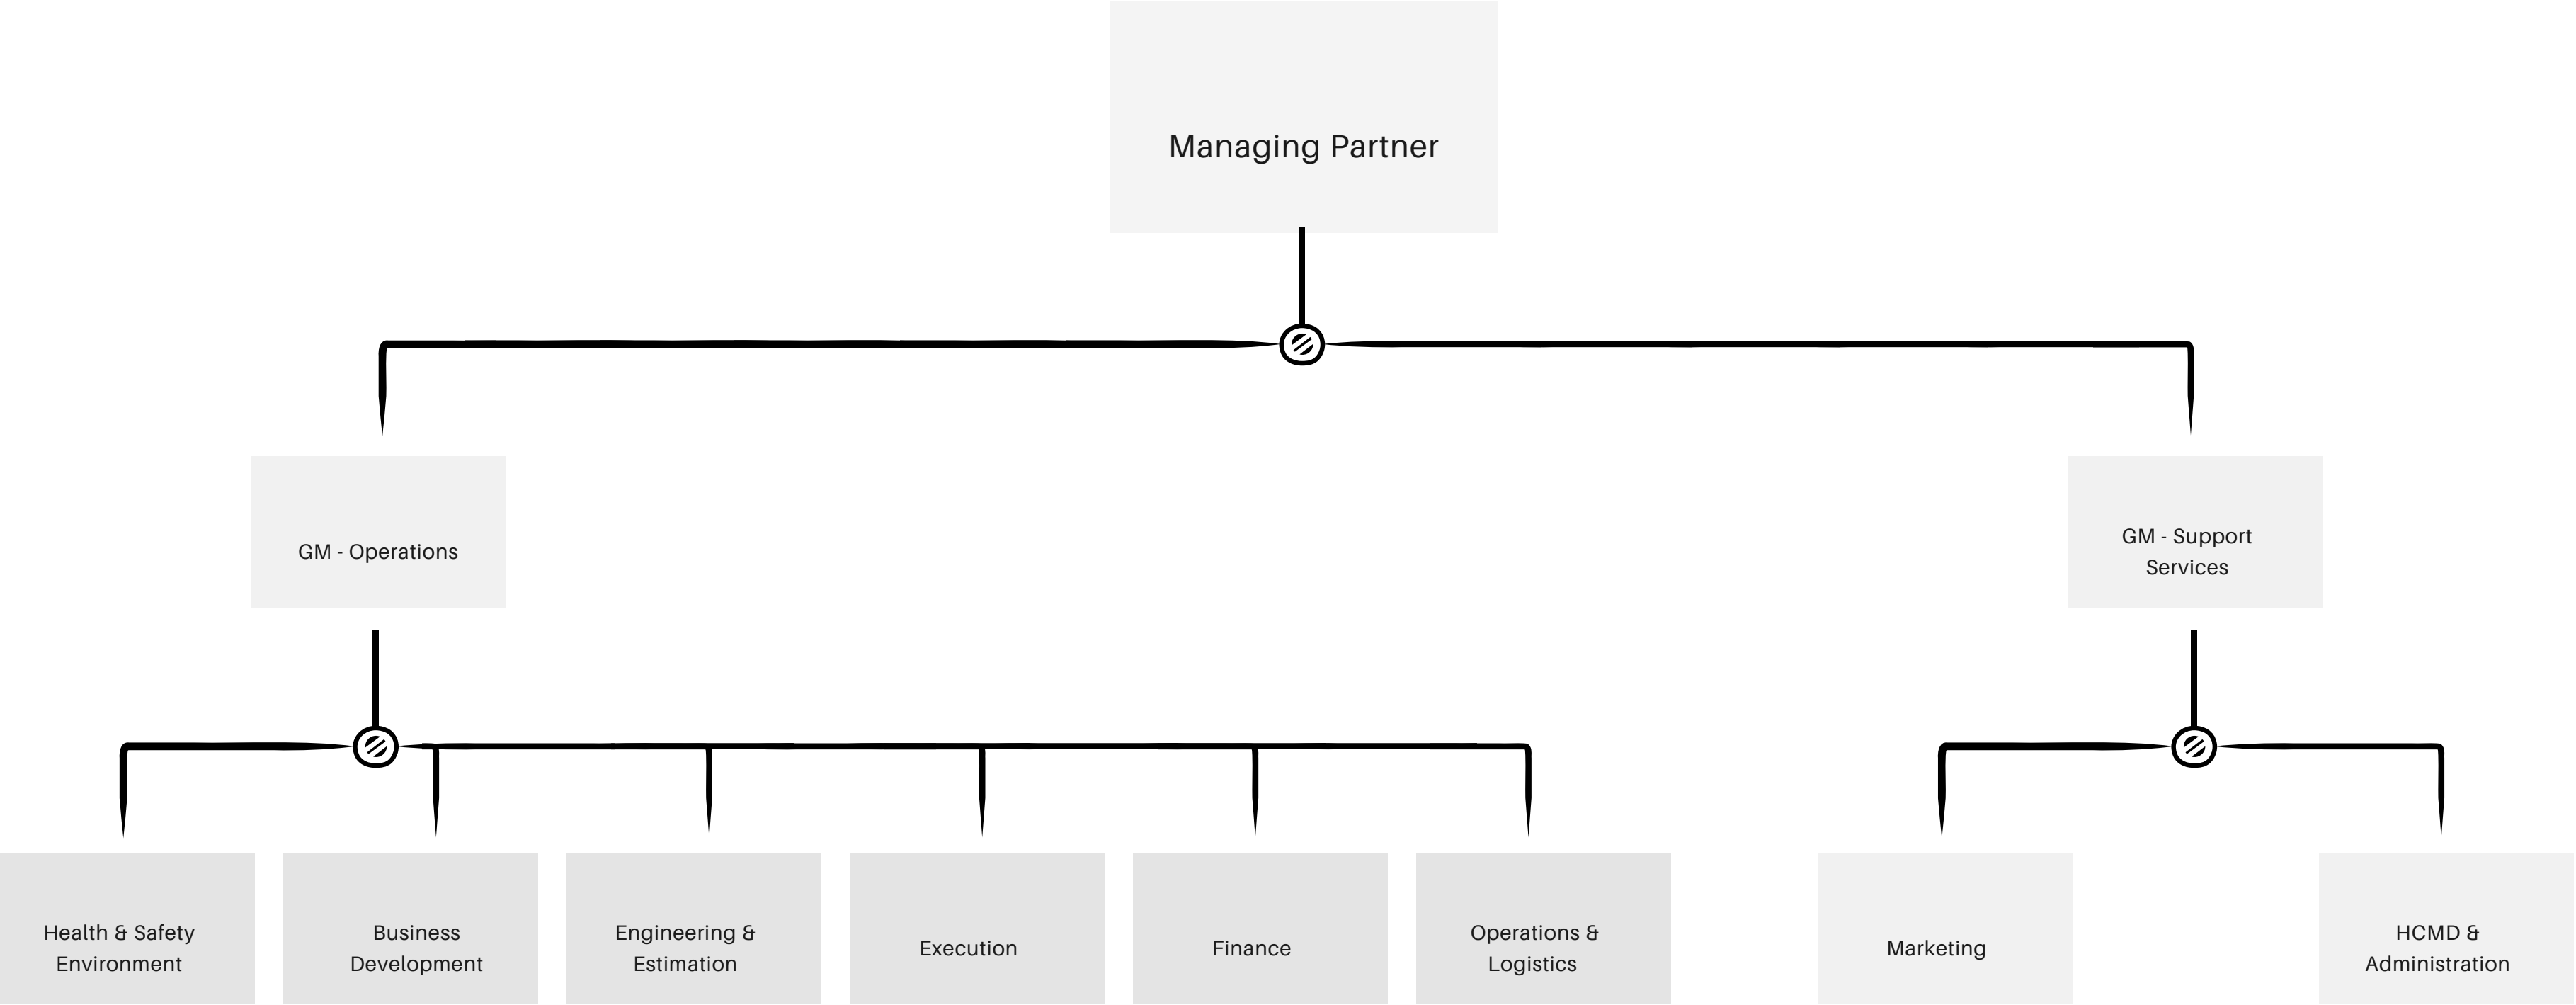 Managing Partner
GM - Operations
GM - Support
Services
Health & Safety
Environment
Business
Development
Engineering &
Estimation
Execution
Finance
Operations &
Logistics
Marketing
HCMD &
Administration